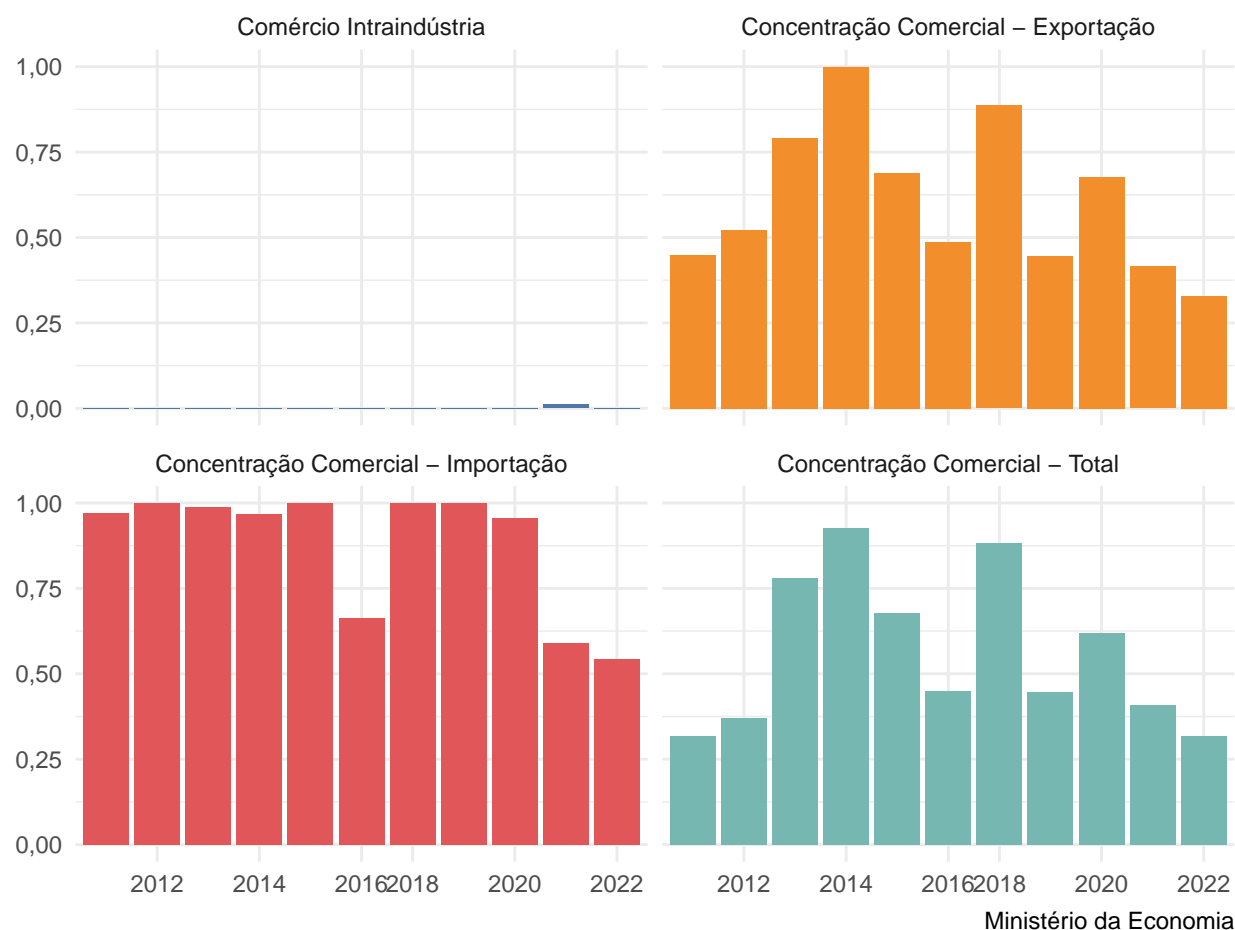 Comércio Intraindústria
Concentração Comercial – Exportação
1,00
0,75
0,50
0,25
0,00
Concentração Comercial – Importação
Concentração Comercial – Total
1,00
0,75
0,50
0,25
0,00
2012 2014 2016 2018 2020 2022
2012 2014 2016 2018 2020 2022
Ministério da Economia